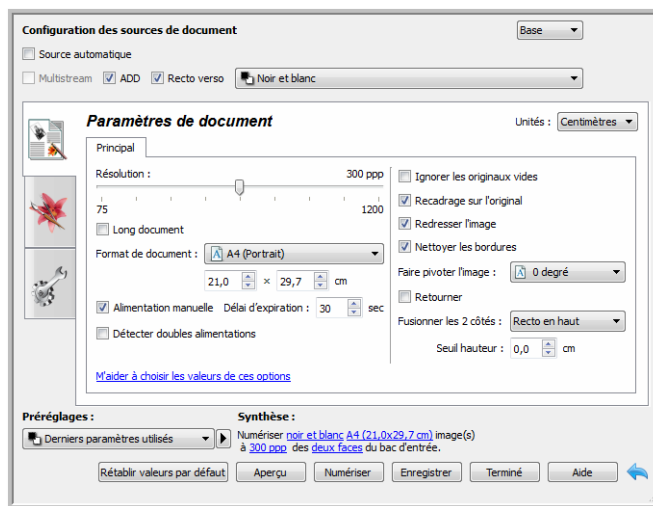 Configuration des sources de document
Base
Source automatique
Multistream ADD Recto verso Noir et blanc
Paramètres de document
Unités : Centimètres
Principal
Résolution : 300 ppp
75 1200
Long document
Format de document : A4 (Portrait)
21,0 × 29,7 cm
Alimentation manuelle Délai d'expiration : 30 sec
Détecter doubles alimentations
M'aider à choisir les valeurs de ces options
Ignorer les originaux vides
Recadrage sur l'original
Redresser l'image
Nettoyer les bordures
Faire pivoter l'image : 0 degré
Retourner
Fusionner les 2 côtés : Recto en haut
Seuil hauteur : 0,0 cm
Préréglages :
Derniers paramètres utilisés
Synthèse :
Numériser noir et blanc A4 (21,0x29,7 cm) image(s)
à 300 ppp des deux faces du bac d'entrée.
Rétablir valeurs par défaut Aperçu Numériser Enregistrer Terminé Aide